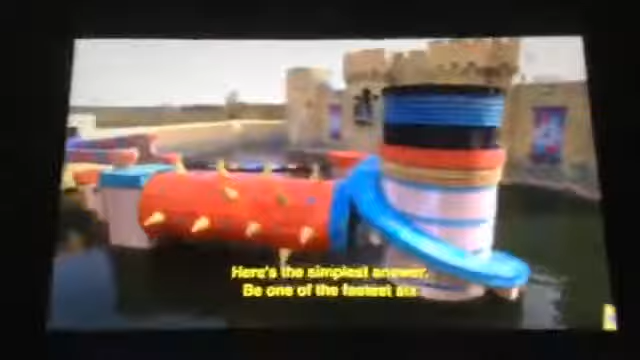 Here's the simplest answer.
Be one of the fastest six